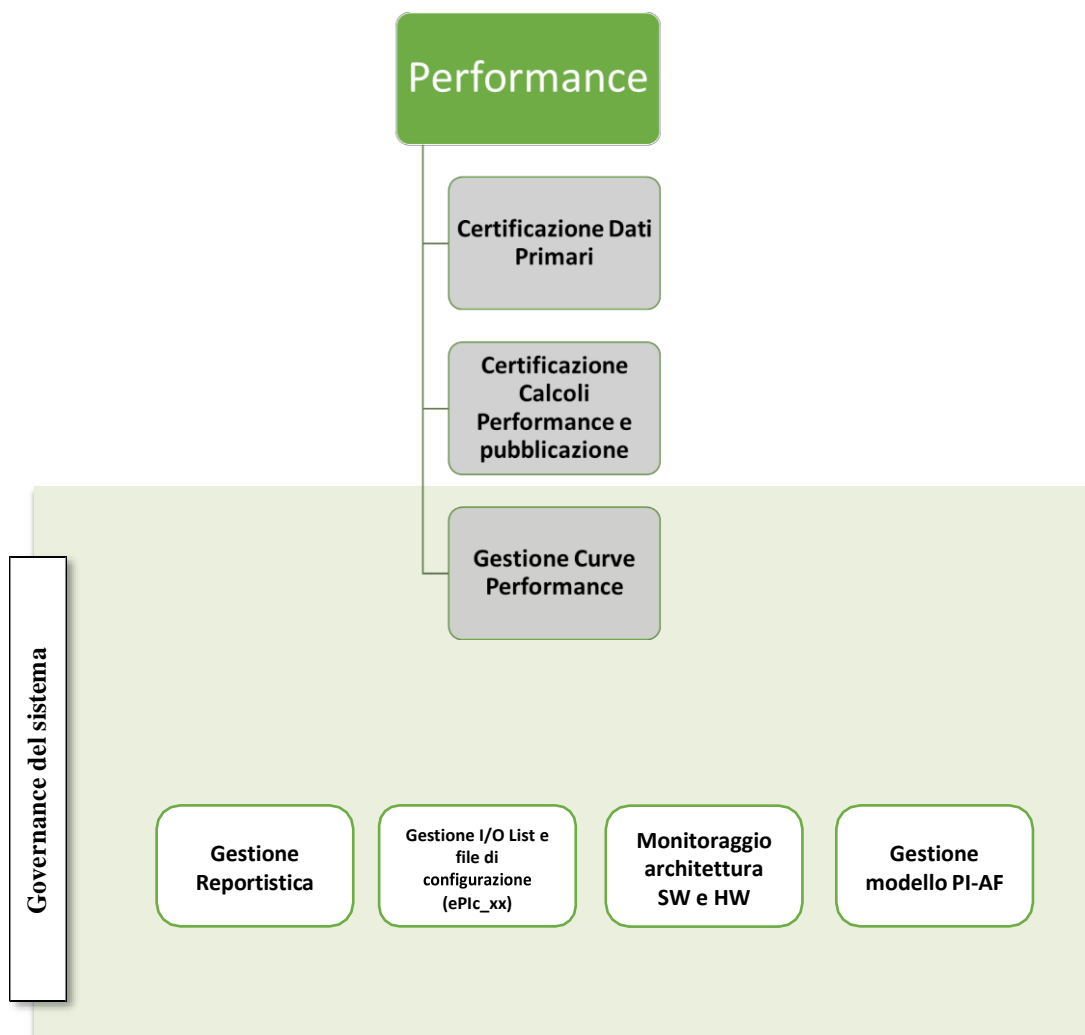 Performance
Certificazione Dati
Primari
Certificazione
Calcoli
Performance e
pubblicazione
Gestione Curve
Performance
Governance del sistema
Gestione
Reportistica
Gestione I/O List e
file di
configurazione
(ePIc_xx)
Monitoraggio
architettura
SW e HW
Gestione
modello PI-AF